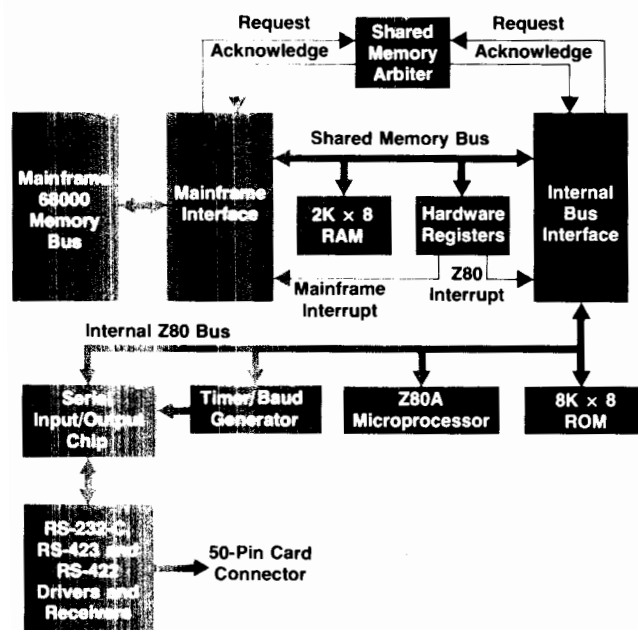 Request
Acknowledge
Shared
Memory
Arbiter
Request
Acknowledge
Mainframe
68000
Memory
Bus
Mainframe
Interface
Shared Memory Bus
2K × 8
RAM
Hardware
Registers
Internal
Bus
Interface
Mainframe
Interrupt
Z80
Interrupt
Internal Z80 Bus
Serial
Input/Output
Chip
Timer/Baud
Generator
Z80A
Microprocessor
8K × 8
ROM
RS-232-C,
RS-423 and
RS-422
Drivers and
Receivers
50-Pin Card
Connector